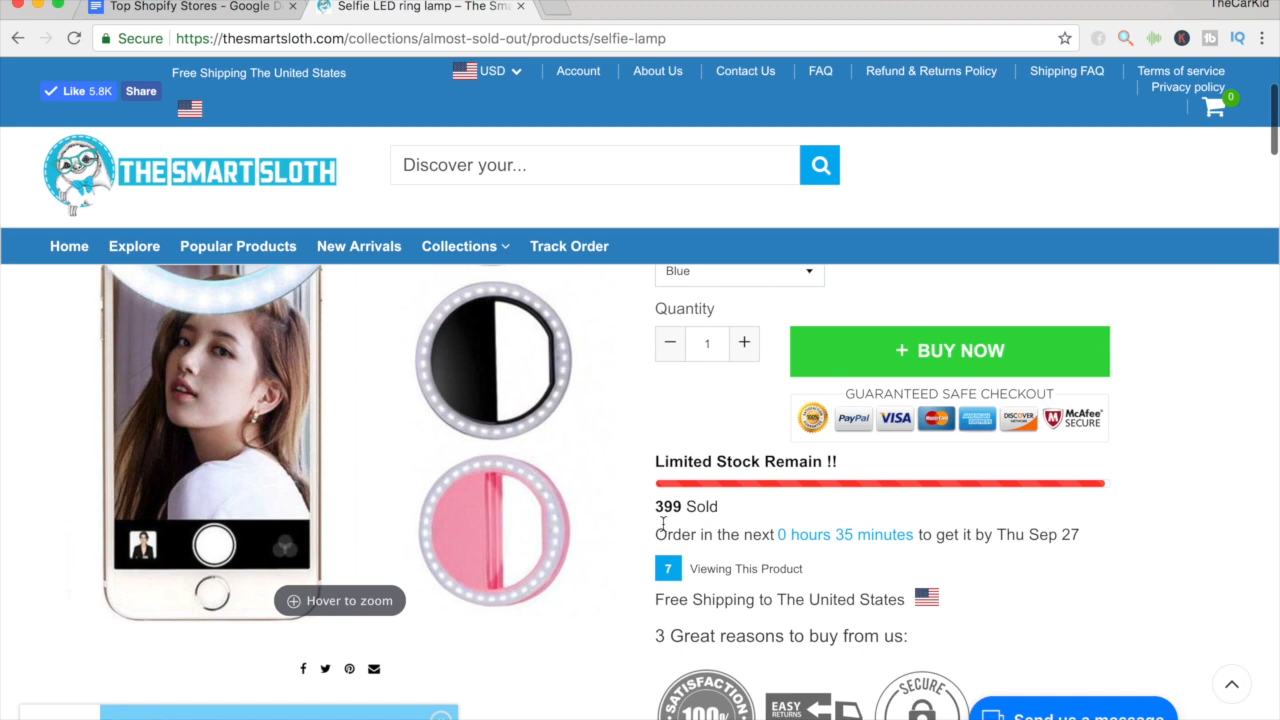 Top Shopify Stores - Google D
Selfie LED ring lamp – The Sma
TheCarKid
Secure
https://thesmartsloth.com/collections/almost-sold-out/products/selfie-lamp
Free Shipping The United States
USD
Account
About Us
Contact Us
FAQ
Refund & Returns Policy
Shipping FAQ
Terms of service
Privacy policy
Like 5.8K
Share
0
THE SMART SLOTH
Discover your...
Home
Explore
Popular Products
New Arrivals
Collections
Track Order
Blue
Quantity
1
+ BUY NOW
GUARANTEED SAFE CHECKOUT
100%
PayPal
VISA
MasterCard
DISCOVER
McAfee
SECURE
Limited Stock Remain !!
399 Sold
Order in the next 0 hours 35 minutes to get it by Thu Sep 27
7
Viewing This Product
Free Shipping to The United States
3 Great reasons to buy from us:
Hover to zoom
SATISFACTION
100%
EASY
RETURNS
SECURE
Send us a message